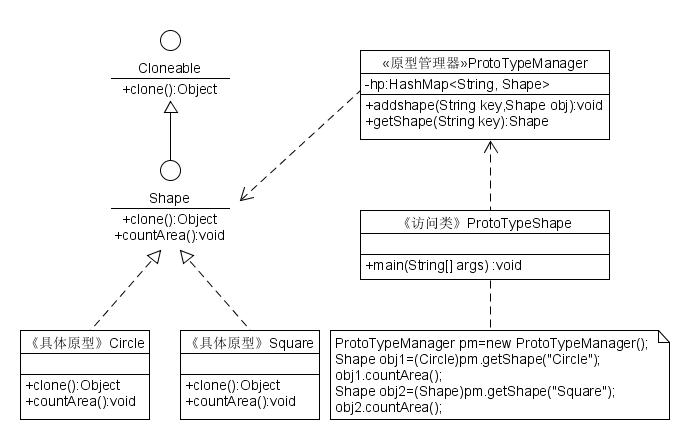 Cloneable
+clone():Object
Shape
+clone():Object
+countArea():void
«原型管理器»ProtoTypeManager
-hp:HashMap<String, Shape>
+addshape(String key,Shape obj):void
+getShape(String key):Shape
《访问类》ProtoTypeShape
+main(String[] args) :void
《具体原型》Circle
+clone():Object
+countArea():void
《具体原型》Square
+clone():Object
+countArea():void
ProtoTypeManager pm=new ProtoTypeManager();
Shape obj1=(Circle)pm.getShape("Circle");
obj1.countArea();
Shape obj2=(Shape)pm.getShape("Square");
obj2.countArea();